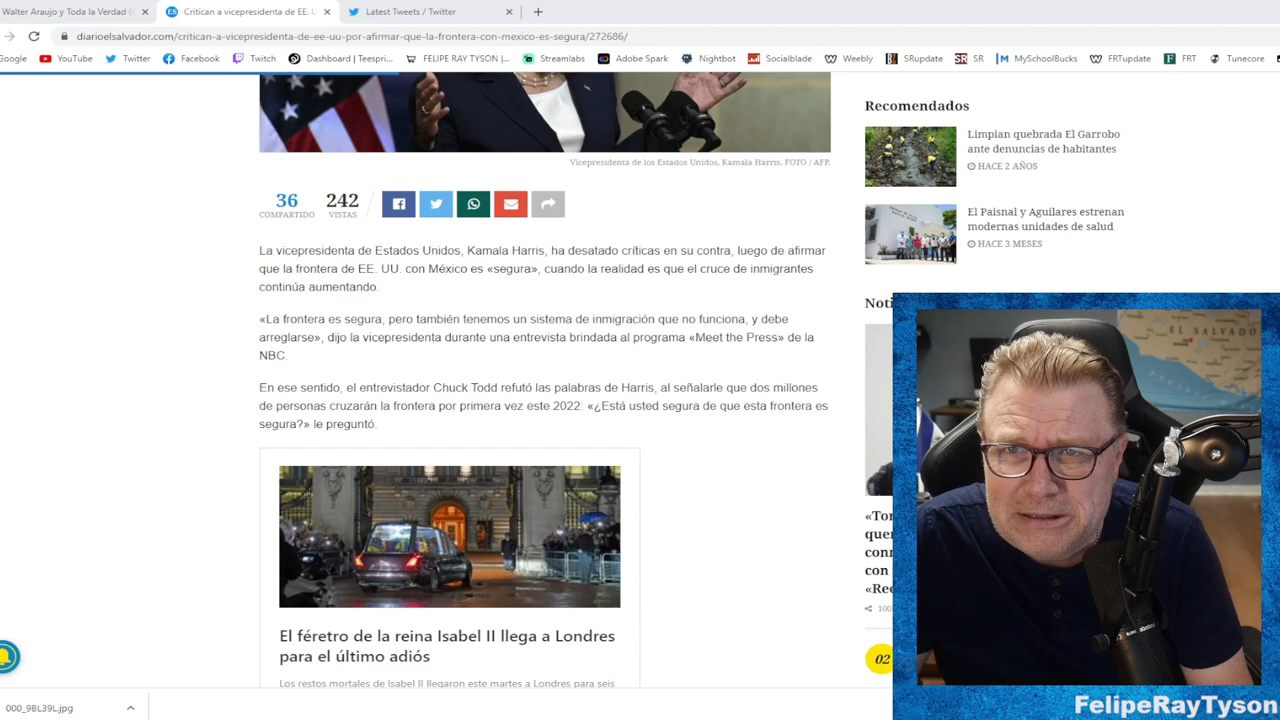 Walter Araujo y Toda la Verdad
Critican a vicepresidenta de EE. U
Latest Tweets / Twitter
diarioelsalvador.com/critican-a-vicepresidenta-de-ee-uu-por-afirmar-que-la-frontera-con-mexico-es-segura/272686/
Google YouTube Twitter Facebook Twitch Dashboard | Teespri... FELIPE RAY TYSON |... Streamlabs Adobe Spark Nightbot Socialblade Weebly SRupdate SR MySchoolBucks FRTupdate FRT Tunecore
Vicepresidenta de los Estados Unidos, Kamala Harris. FOTO / AFP.
36 242
COMPARTIDO VISTAS
La vicepresidenta de Estados Unidos, Kamala Harris, ha desatado críticas en su contra, luego de afirmar
que la frontera de EE. UU. con México es «segura», cuando la realidad es que el cruce de inmigrantes
continúa aumentando.
«La frontera es segura, pero también tenemos un sistema de inmigración que no funciona, y debe
arreglarse», dijo la vicepresidenta durante una entrevista brindada al programa «Meet the Press» de la
NBC.
En ese sentido, el entrevistador Chuck Todd refutó las palabras de Harris, al señalarle que dos millones
de personas cruzarán la frontera por primera vez este 2022: «¿Está usted segura de que esta frontera es
segura?» le preguntó.
El féretro de la reina Isabel II llega a Londres
para el último adiós
Los restos mortales de Isabel II llegaron este martes a Londres para seis
Recomendados
Limpian quebrada El Garrobo
ante denuncias de habitantes
HACE 2 AÑOS
El Paisnal y Aguilares estrenan
modernas unidades de salud
HACE 3 MESES
Noti
EL SALVADOR
«Ton
quer
conn
con
«Ree
100
02
000_9BL39L.jpg
FelipeRayTyson